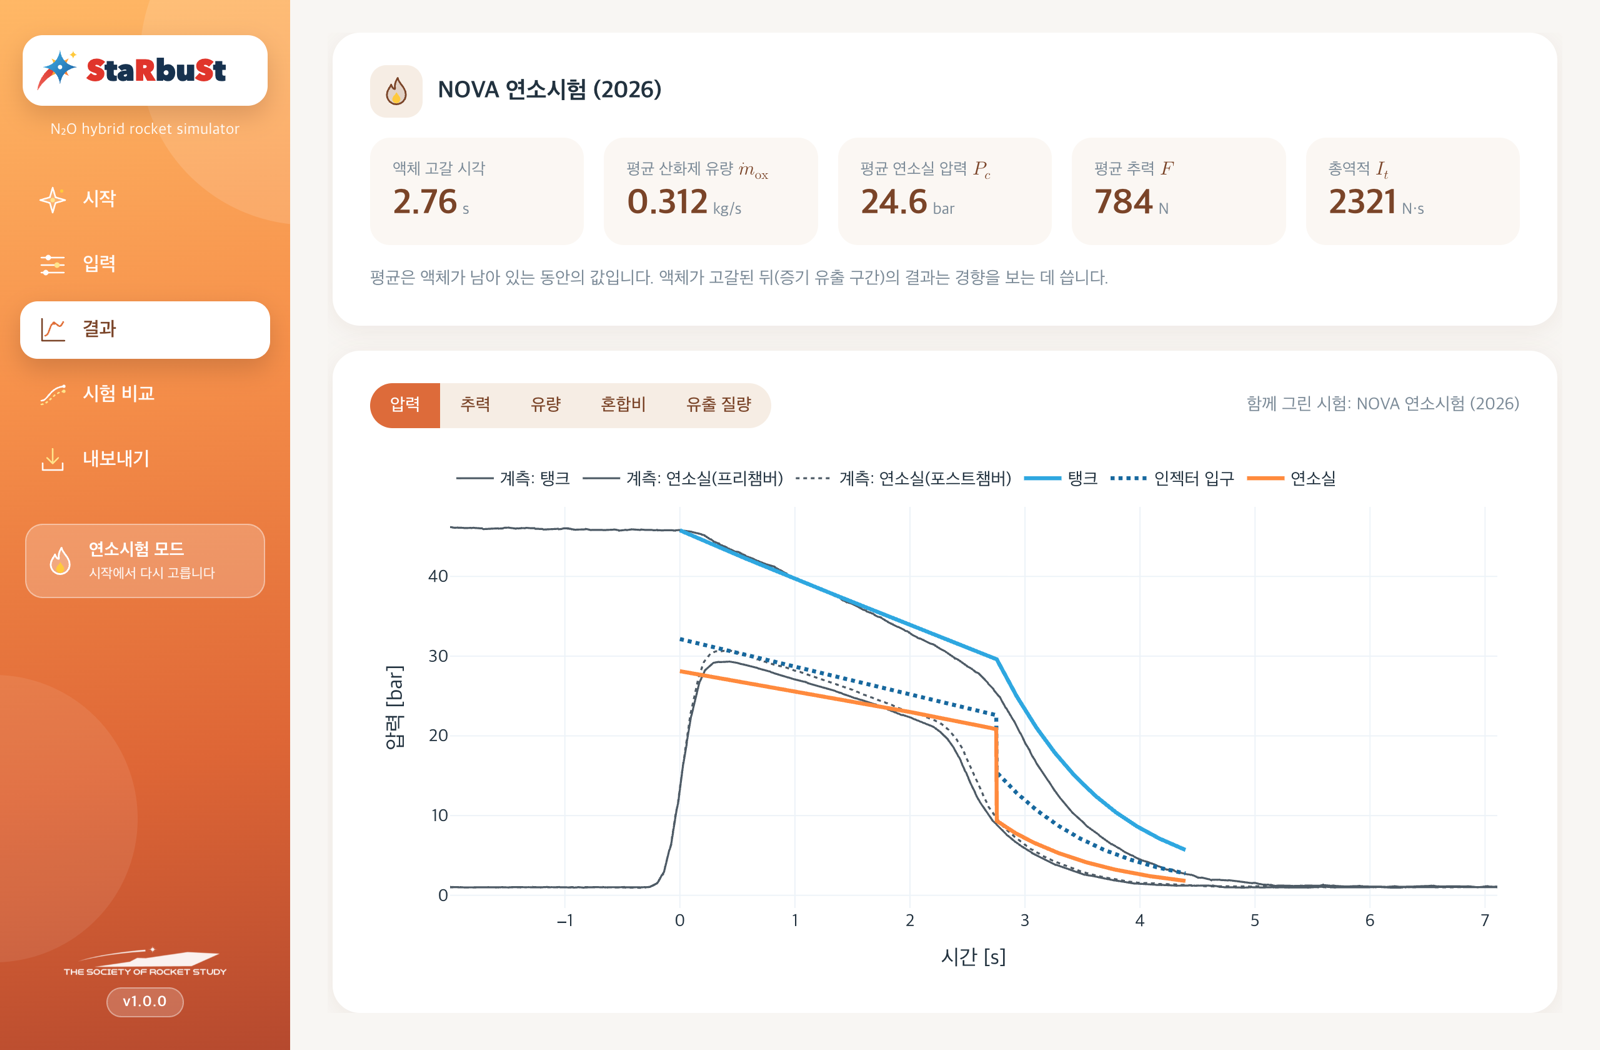 StaRbuSt
N₂O hybrid rocket simulator
시작
입력
결과
시험 비교
내보내기
연소시험 모드
시작에서 다시 고릅니다
THE SOCIETY OF ROCKET STUDY
v1.0.0
NOVA 연소시험 (2026)
액체 고갈 시각
2.76 s
평균 산화제 유량 ṁox
0.312 kg/s
평균 연소실 압력 Pc
24.6 bar
평균 추력 F
784 N
총역적 It
2321 N·s
평균은 액체가 남아 있는 동안의 값입니다. 액체가 고갈된 뒤(증기 유출 구간)의 결과는 경향을 보는 데 씁니다.
압력 추력 유량 혼합비 유출 질량
함께 그린 시험: NOVA 연소시험 (2026)
계측: 탱크 계측: 연소실(프리챔버) 계측: 연소실(포스트챔버) 탱크 인젝터 입구 연소실
압력 [bar]
40
30
20
10
0
−1 0 1 2 3 4 5 6 7
시간 [s]